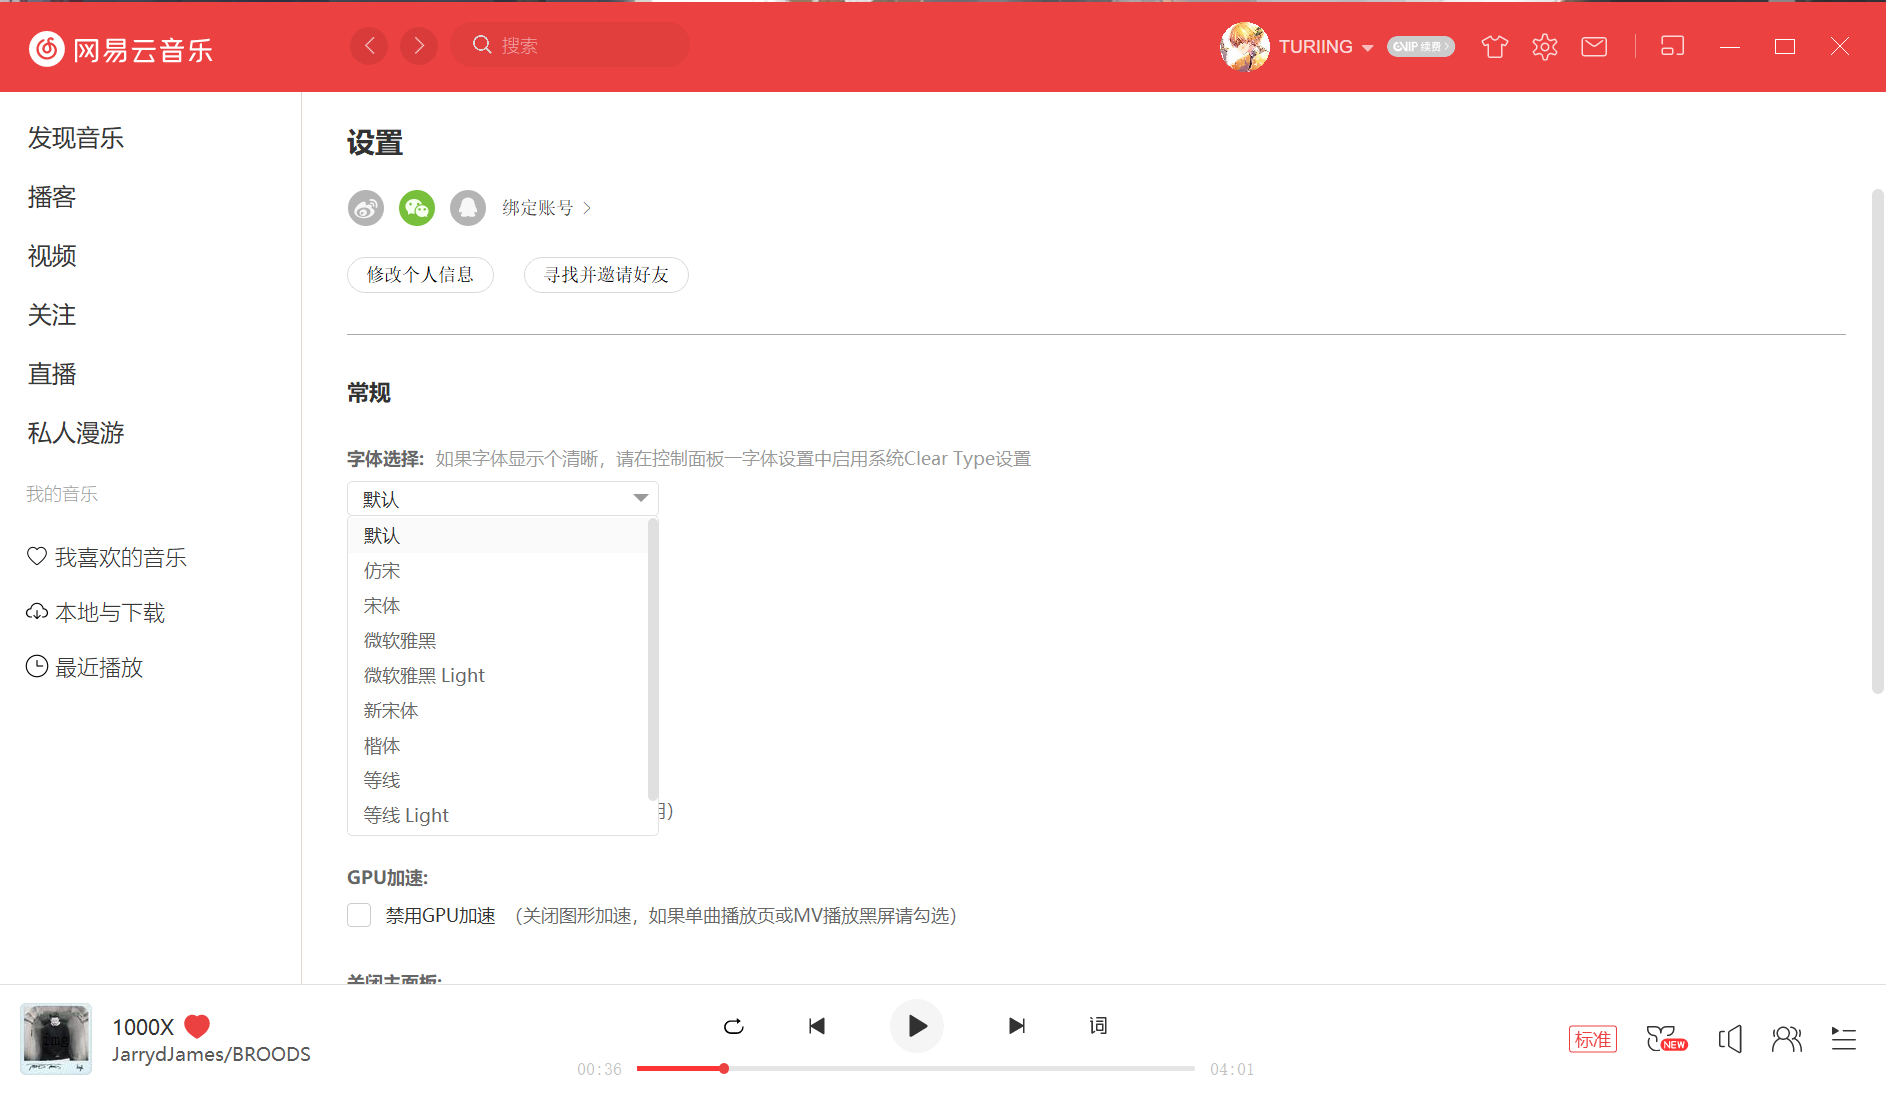 网易云音乐
搜索
TURIING
VIP 续费
发现音乐
播客
视频
关注
直播
私人漫游
我的音乐
我喜欢的音乐
本地与下载
最近播放
设置
绑定账号
修改个人信息
寻找并邀请好友
常规
字体选择: 如果字体显示个清晰，请在控制面板一字体设置中启用系统Clear Type设置
默认
默认
仿宋
宋体
微软雅黑
微软雅黑 Light
新宋体
楷体
等线
等线 Light
GPU加速:
禁用GPU加速 （关闭图形加速，如果单曲播放页或MV播放黑屏请勾选）
关闭主面板:
1000X
JarrydJames/BROODS
词
00:36
04:01
标准
NEW